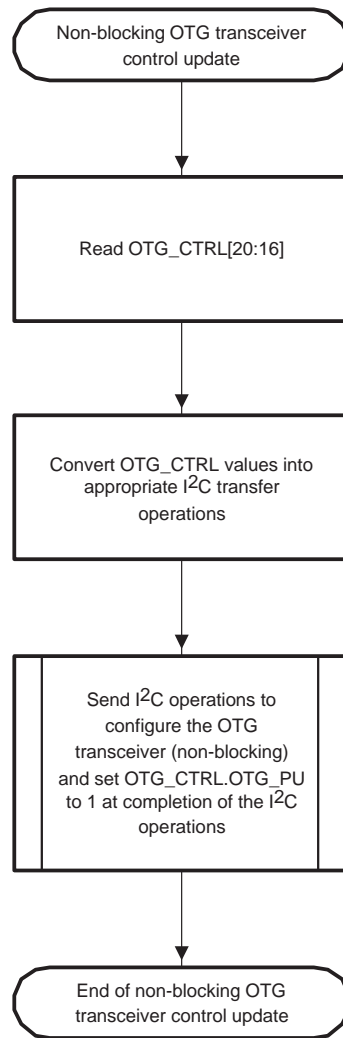 Non-blocking OTG transceiver
control update
Read OTG_CTRL[20:16]
Convert OTG_CTRL values into
appropriate I2C transfer
operations
Send I2C operations to
configure the OTG
transceiver (non-blocking)
and set OTG_CTRL.OTG_PU
to 1 at completion of the I2C
operations
End of non-blocking OTG
transceiver control update